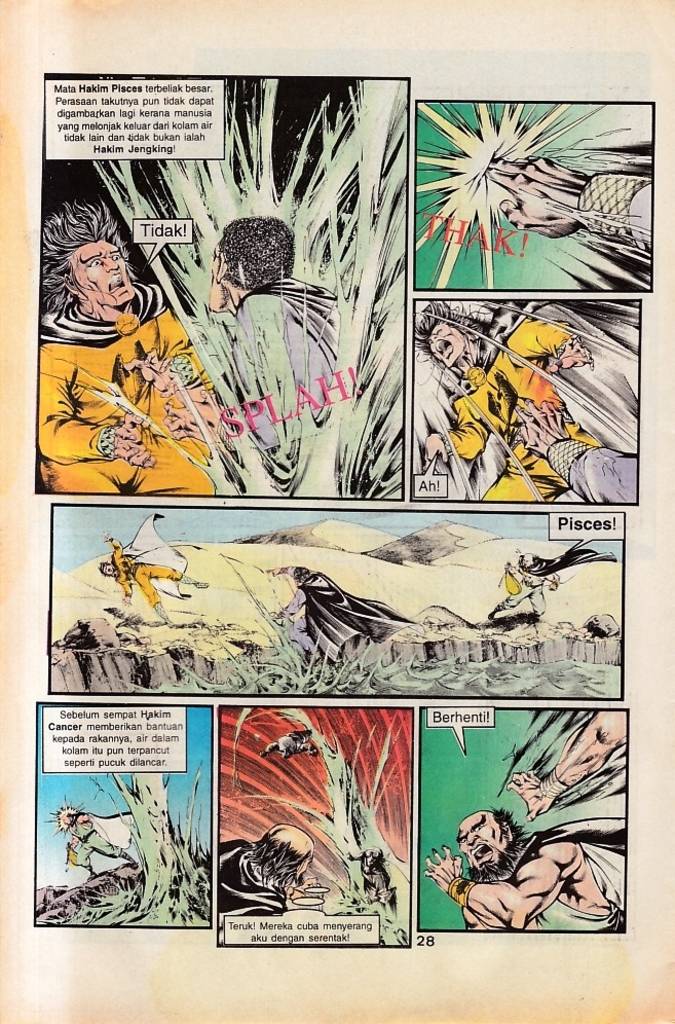 Mata Hakim Pisces terbeliak besar.
Perasaan takutnya pun tidak dapat
digambarkan lagi kerana manusia
yang melonjak keluar dari kolam air
tidak lain dan tidak bukan ialah
Hakim Jengking!
Tidak!
SPLAH!
THAK!
Ah!
Pisces!
Sebelum sempat Hakim
Cancer memberikan bantuan
kepada rakannya, air dalam
kolam itu pun terpancut
seperti pucuk dilancar.
Teruk! Mereka cuba menyerang
aku dengan serentak!
Berhenti!
28